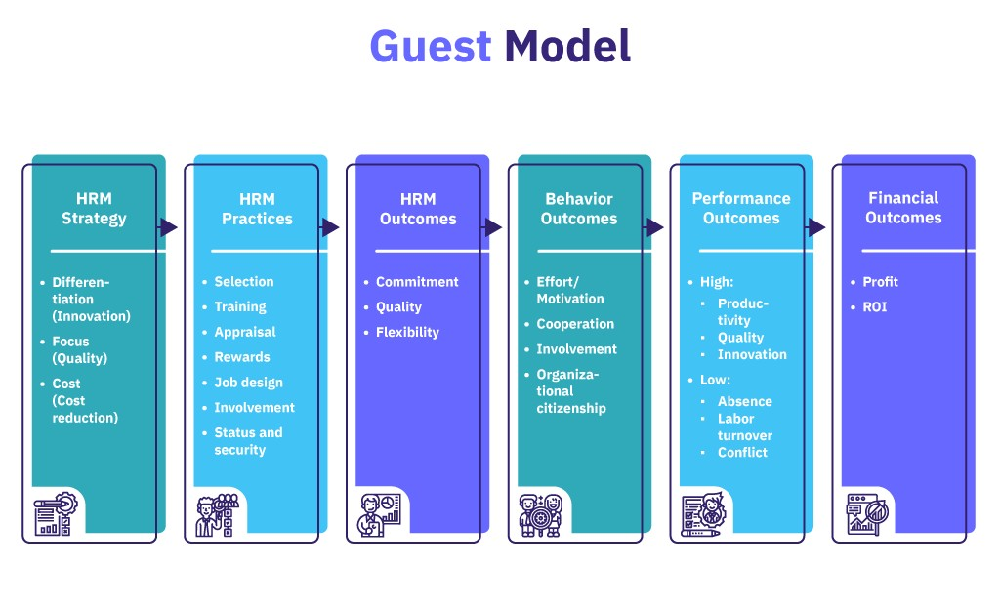 Guest Model
HRM
Strategy
• Differen-
tiation
(Innovation)
• Focus
(Quality)
• Cost
(Cost
reduction)
HRM
Practices
• Selection
• Training
• Appraisal
• Rewards
• Job design
• Involvement
• Status and
security
HRM
Outcomes
• Commitment
• Quality
• Flexibility
Behavior
Outcomes
• Effort/
Motivation
• Cooperation
• Involvement
• Organiza-
tional
citizenship
Performance
Outcomes
• High:
▪ Produc-
tivity
▪ Quality
▪ Innovation
• Low:
▪ Absence
▪ Labor
turnover
▪ Conflict
Financial
Outcomes
• Profit
• ROI